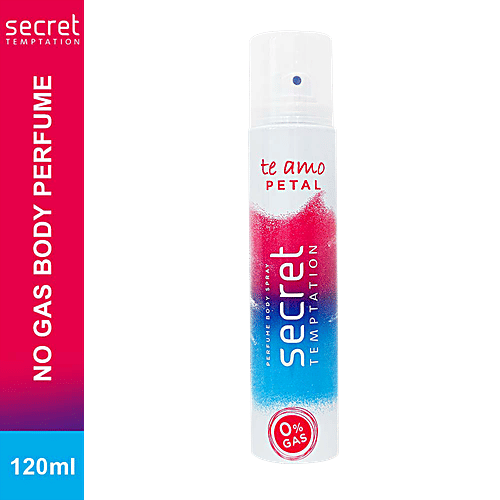 secret
TEMPTATION
NO GAS BODY PERFUME
120ml
te amo
PETAL
PERFUME BODY SPRAY
secret
TEMPTATION
0%
GAS